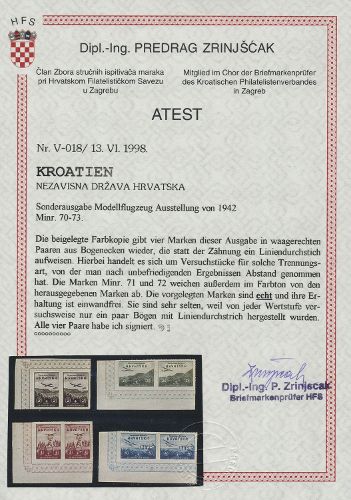 HFS
Dipl.-Ing. PREDRAG ZRINJŠĆAK
Član Zbora stručnih ispitivača maraka
pri Hrvatskom Filatelističkom Savezu
u Zagrebu
Mitglied im Chor der Briefmarkenprüfer
des Kroatischen Philatelistenverbandes
in Zagreb
ATEST
Nr. V-018/ 13. VI. 1998.
KROATIEN
NEZAVISNA DRŽAVA HRVATSKA
Sonderausgabe Modellflugzeug Ausstellung von 1942
Minr. 70-73.
Die beigelegte Farbkopie gibt vier Marken dieser Ausgabe in waagerechten
Paaren aus Bogenecken wieder, die statt der Zähnung ein Liniendurchstich
aufweisen. Hierbei handelt es sich um Versuchstücke für solche Trennungs-
art, von der man nach unbefriedigenden Ergebnissen Abstand genommen
hat. Die Marken Minr. 71 und 72 weichen außerdem im Farbton von den
herausgegebenen Marken ab. Die vorgelegten Marken sind echt und ihre Er-
haltung ist einwandfrei. Sie sind sehr selten, weil von jeder Wertstufe ver-
suchsweise nur ein paar Bögen mit Liniendurchstrich hergestellt wurden.
Alle vier Paare habe ich signiert.
Dipl.-Ing. P. Zrinjscak
Briefmarkenprüfer HFS